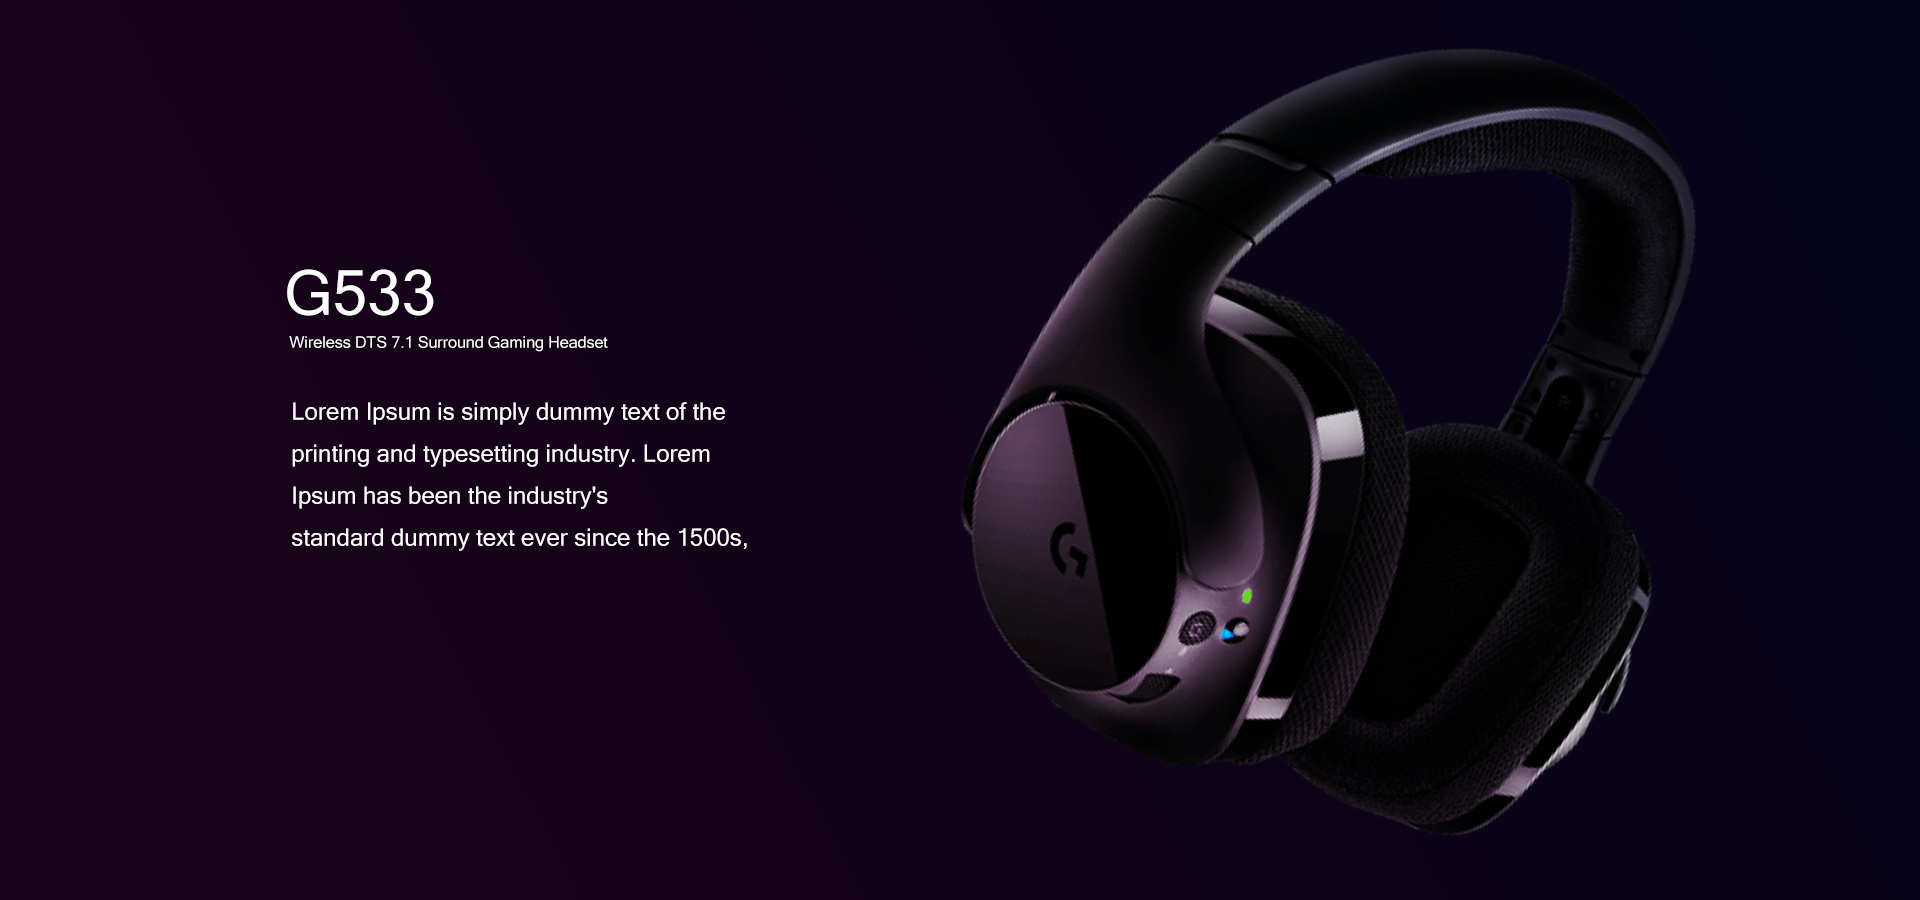 G533
Wireless DTS 7.1 Surround Gaming Headset
Lorem Ipsum is simply dummy text of the
printing and typesetting industry. Lorem
Ipsum has been the industry's
standard dummy text ever since the 1500s,
G